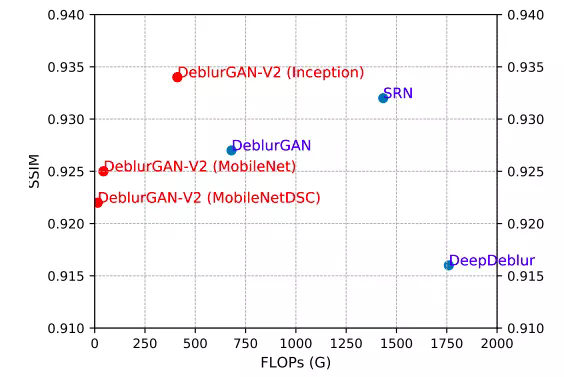 0.940 0.940
DeblurGAN-V2 (Inception)
0.935 0.935
SRN
0.930 0.930
DeblurGAN
DeblurGAN-V2 (MobileNet)
0.925 0.925
DeblurGAN-V2 (MobileNetDSC)
0.920 0.920
DeepDeblur
0.915 0.915
0.910 0.910
SSIM
0 250 500 750 1000 1250 1500 1750 2000
FLOPs (G)